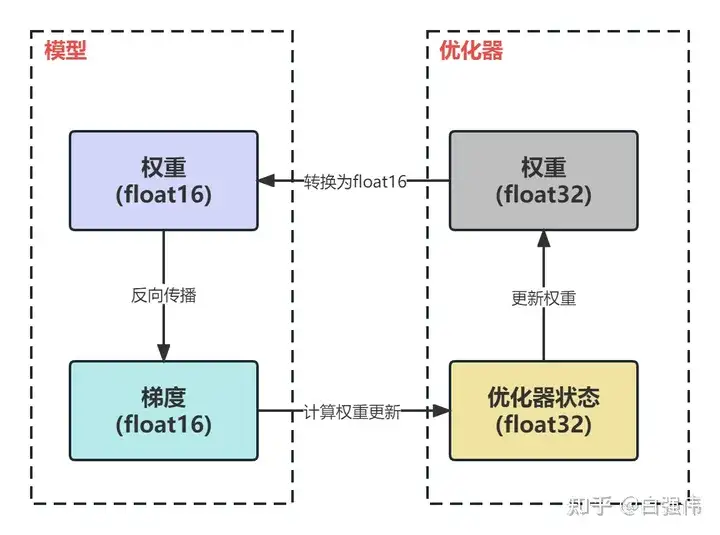 模型
优化器
权重
(float16)
转换为float16
权重
(float32)
反向传播
更新权重
梯度
(float16)
计算权重更新
优化器状态
(float32)
知乎 @白强伟